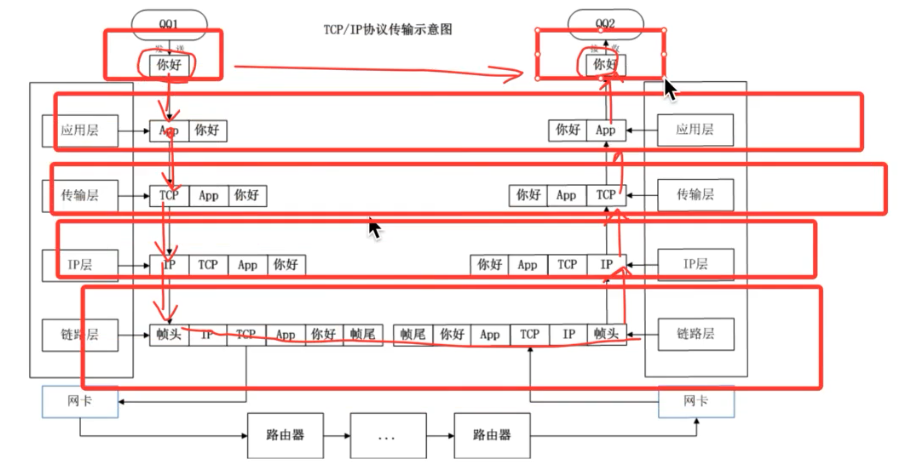 QQ1
QQ2
TCP/IP协议传输示意图
发 送
接 收
你好
你好
应用层
App 你好
你好 App
应用层
传输层
TCP App 你好
你好 App TCP
传输层
IP层
IP TCP App 你好
你好 App TCP IP
IP层
链路层
帧头 IP TCP App 你好 帧尾
帧尾 你好 App TCP IP 帧头
链路层
网卡
网卡
路由器
...
路由器